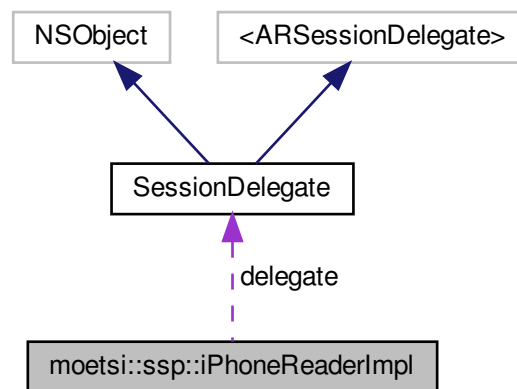 NSObject
<ARSessionDelegate>
SessionDelegate
delegate
moetsi::ssp::iPhoneReaderImpl